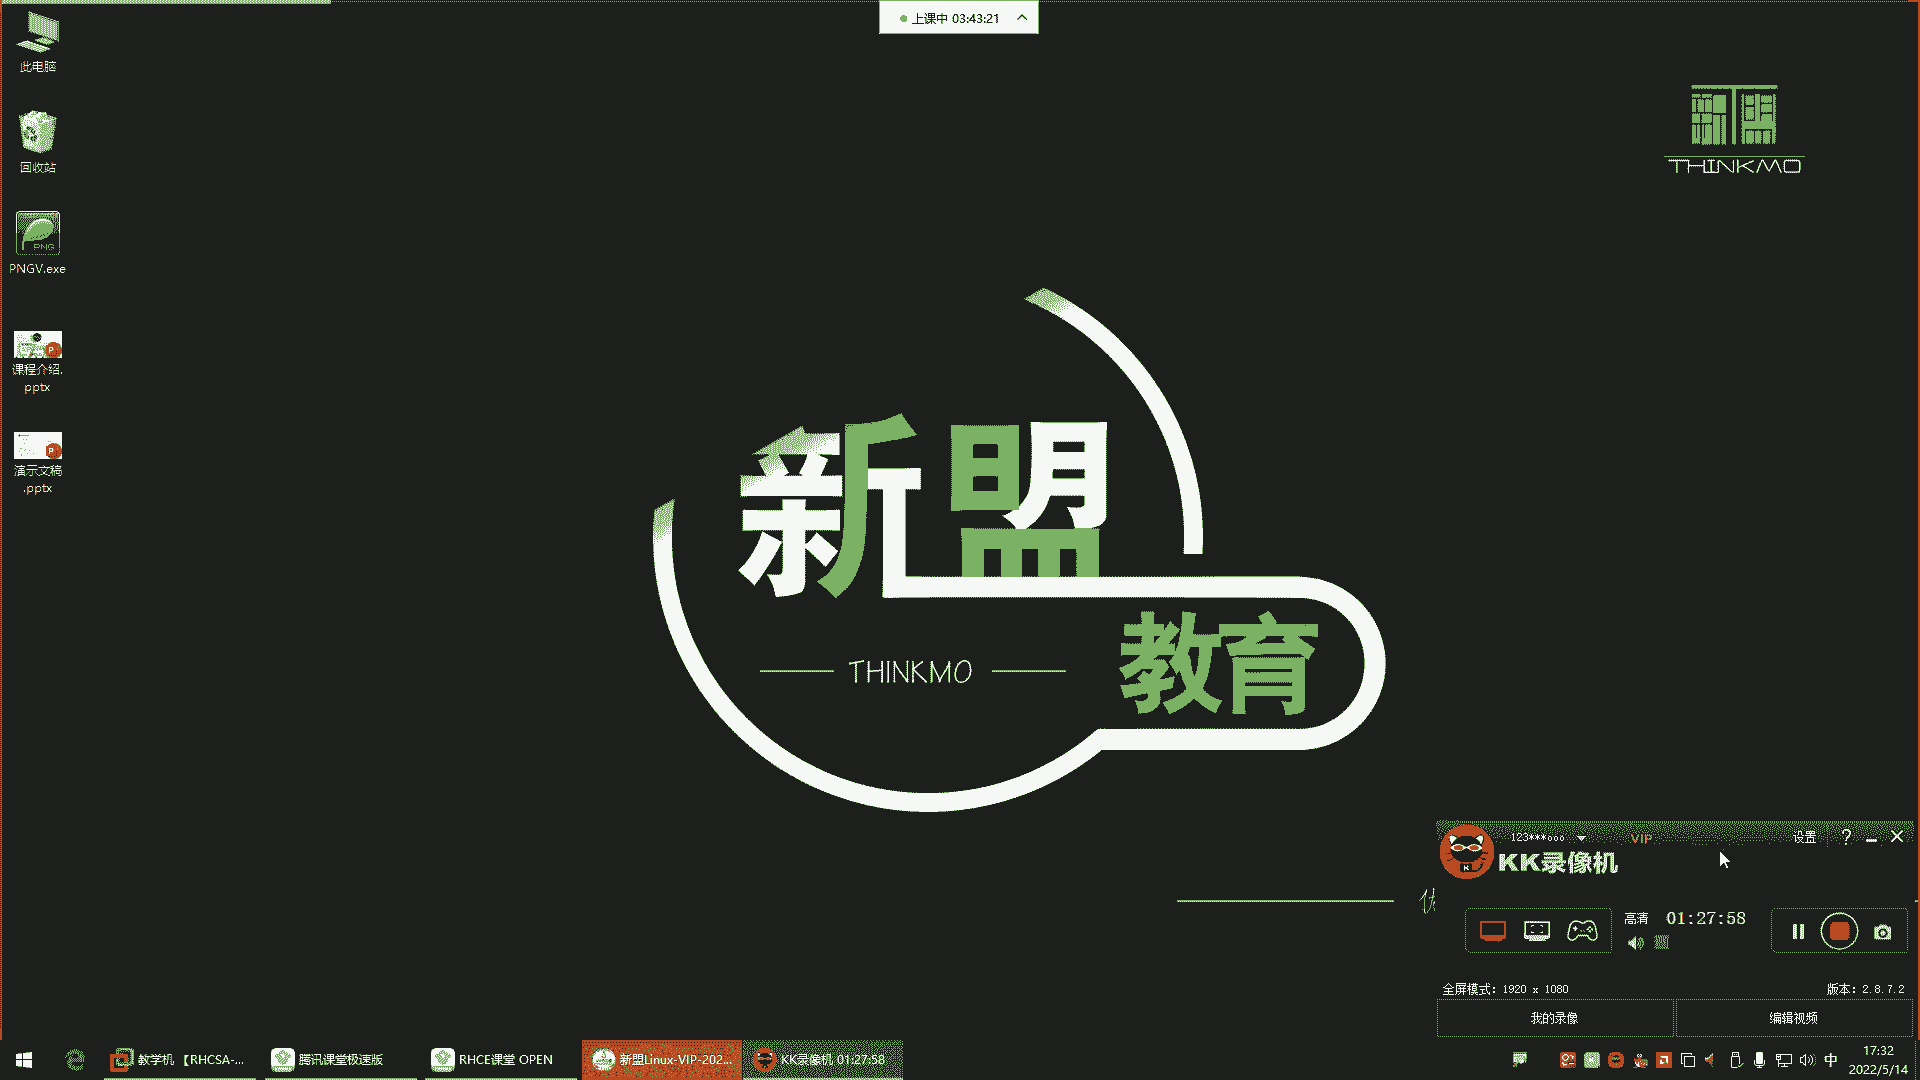 上课中 03:43:21
此电脑
回收站
PNG
PNGV.exe
课程介绍.
pptx
演示文稿
.pptx
THINKMO
新盟
教育
THINKMO
123***ooo
VIP
设置
KK录像机
高清
01:27:58
全屏模式: 1920 x 1080
版本: 2.8.7.2
我的录像
编辑视频
教学机 【RHCSA-...
腾讯课堂极速版
RHCE课堂 OPEN
新盟Linux-VIP-202...
KK录像机 01:27:58
中
17:32
2022/5/14